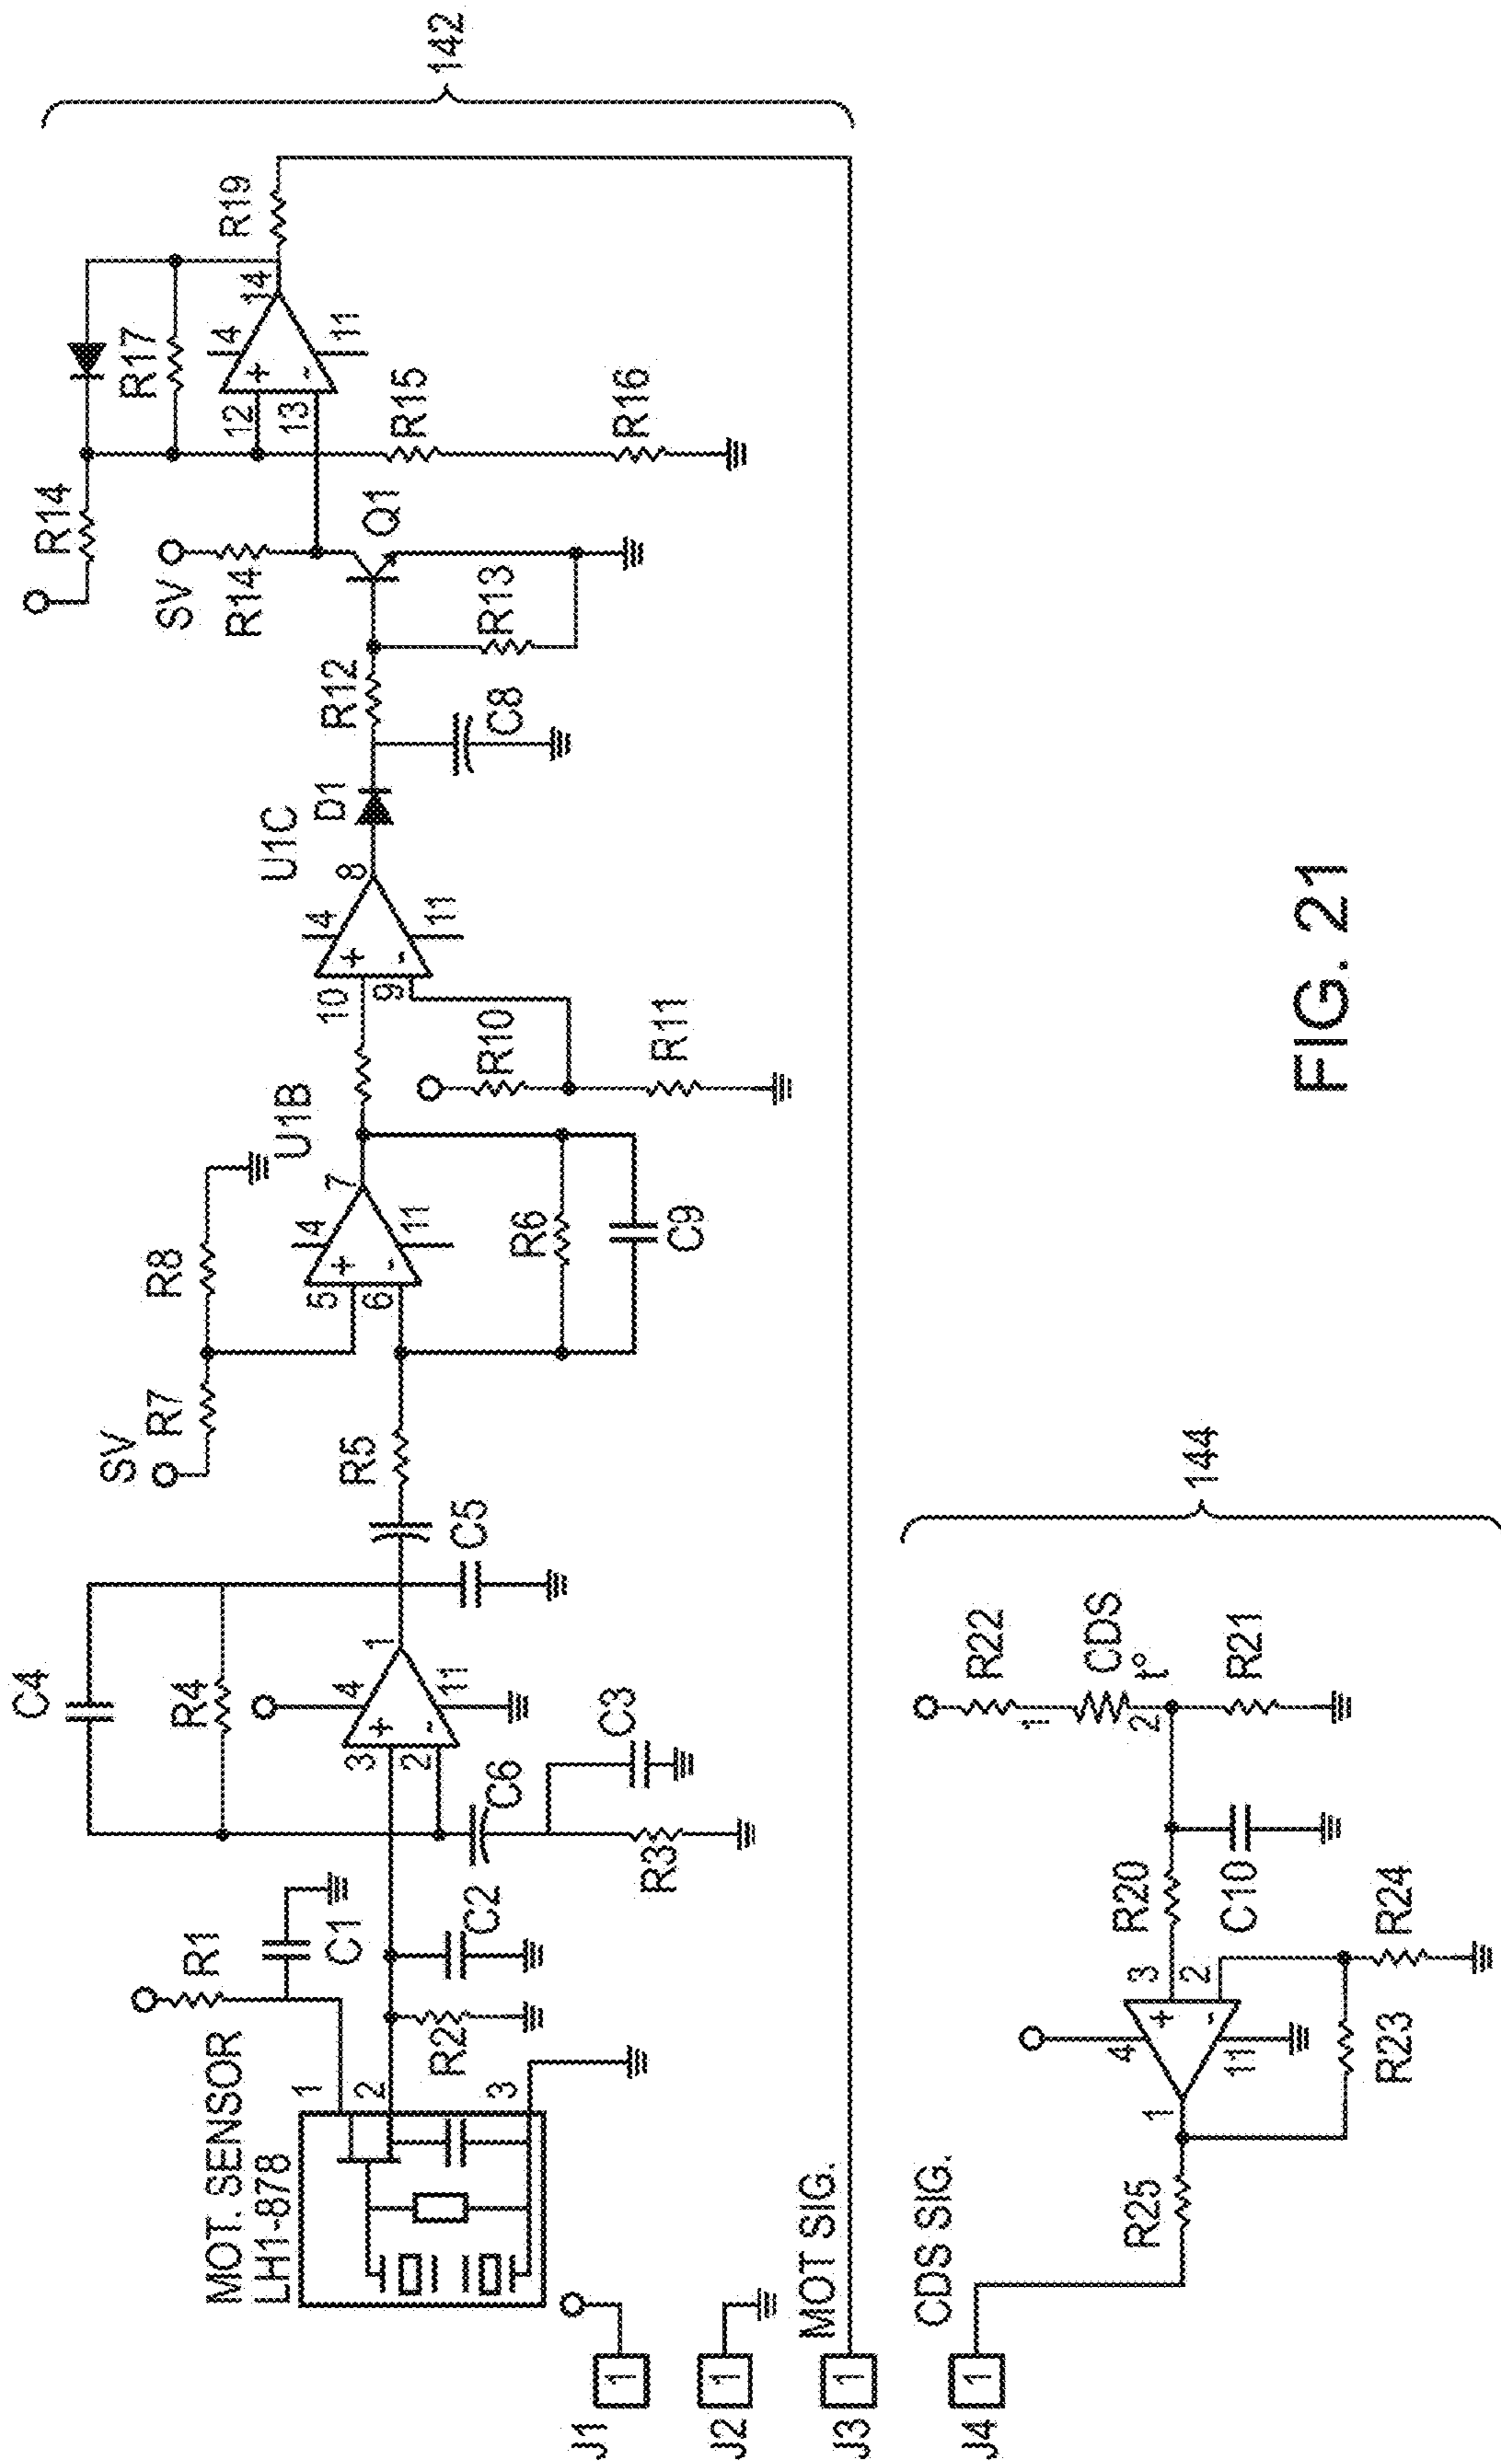 C4
R4
MOT. SENSOR
LH1-878
R1
C1
1
2
3
R2
C2
3
2
4
11
1
C6
C3
R3
C5
SV
R7
R8
R5
5
6
4
11
7
U1B
R6
C9
10
9
4
11
8
U1C
R10
R11
D1
C8
R12
R13
Q1
SV
R14
R14
R17
12
13
4
11
14
R15
R16
R19
142
J1
1
J2
1
J3
1
MOT SIG.
J4
1
CDS SIG.
R25
1
4
11
3
2
R23
R24
R20
C10
R22
1
CDS
2
1°
R21
144
FIG. 21